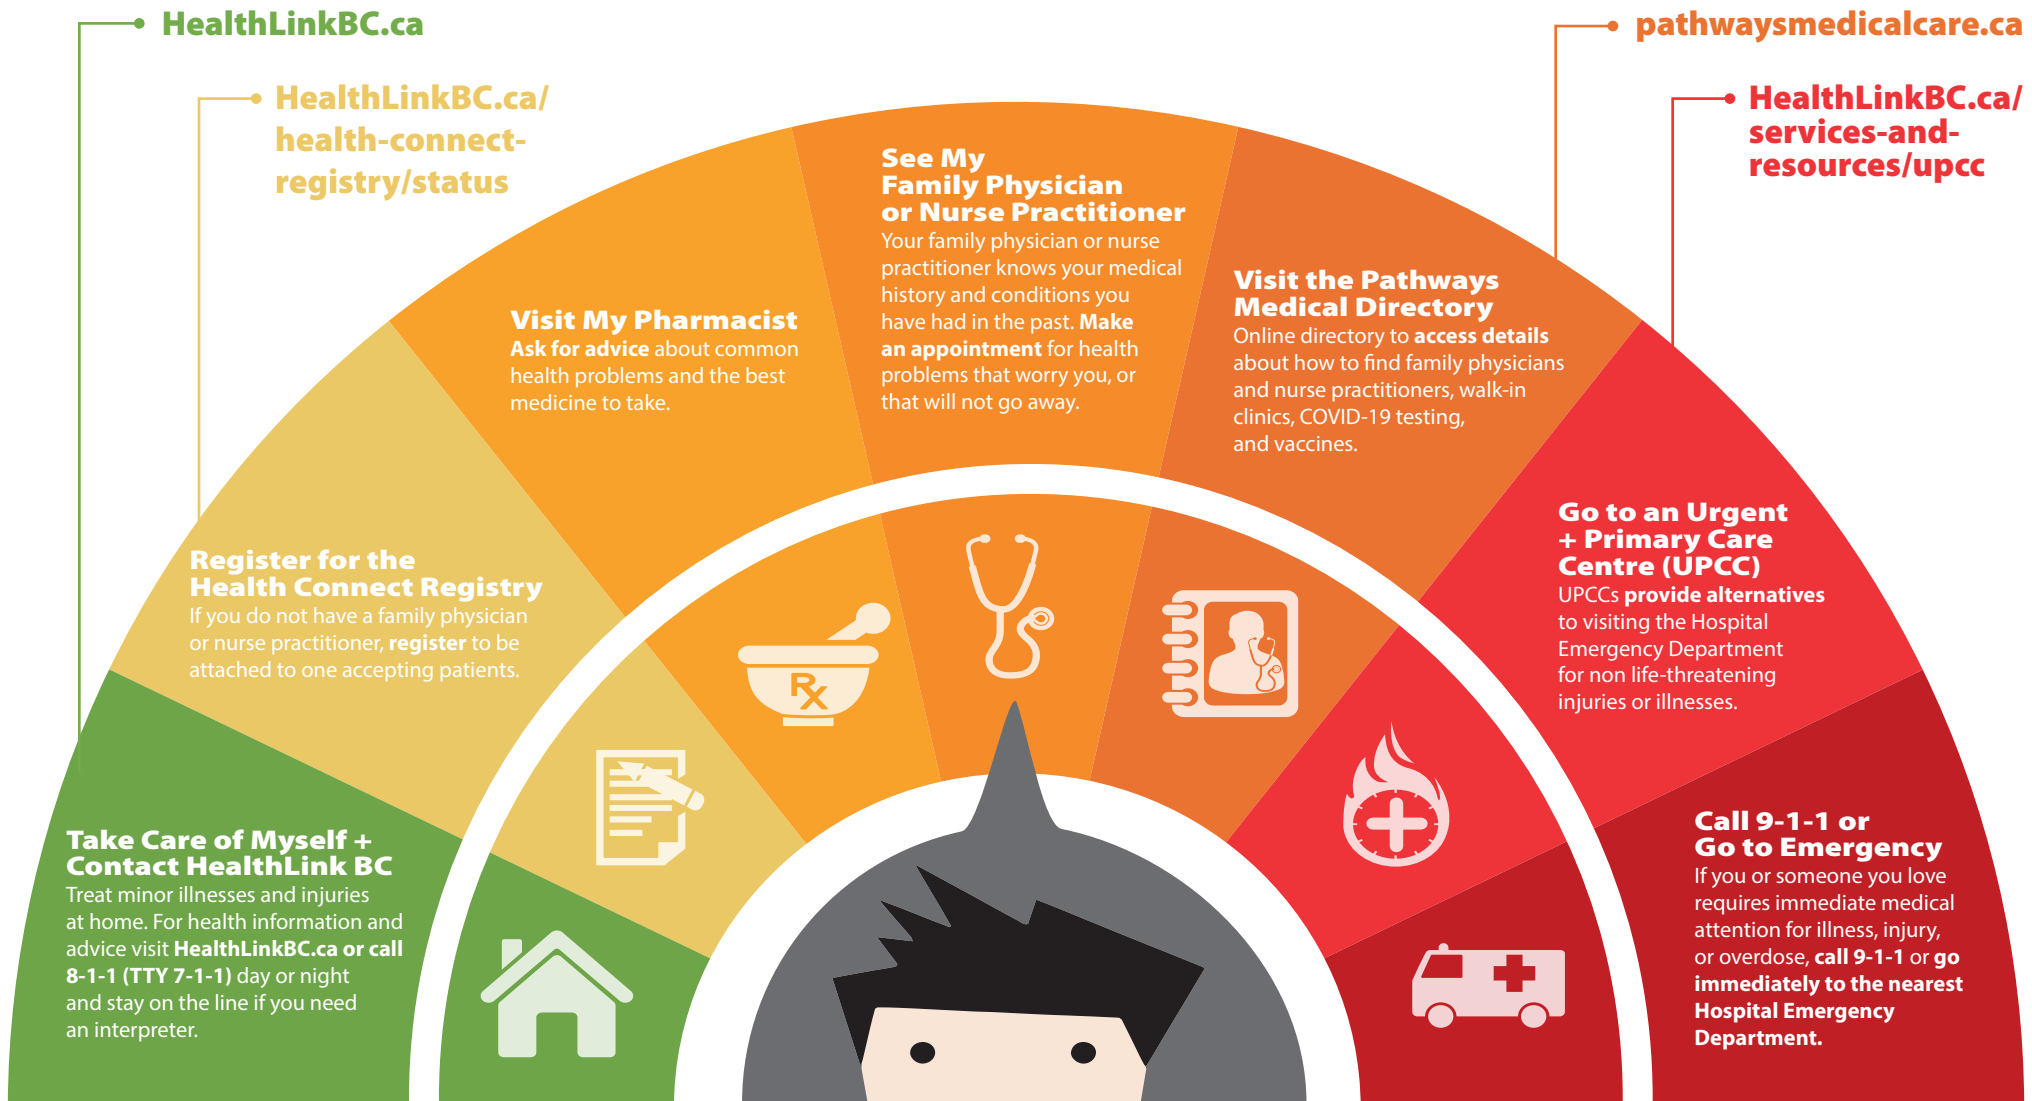 HealthLinkBC.ca
HealthLinkBC.ca/
health-connect-
registry/status
pathwaysmedicalcare.ca
HealthLinkBC.ca/
services-and-
resources/upcc
Take Care of Myself +
Contact HealthLink BC
Treat minor illnesses and injuries
at home. For health information and
advice visit HealthLinkBC.ca or call
8-1-1 (TTY 7-1-1) day or night
and stay on the line if you need
an interpreter.
Register for the
Health Connect Registry
If you do not have a family physician
or nurse practitioner, register to be
attached to one accepting patients.
Visit My Pharmacist
Ask for advice about common
health problems and the best
medicine to take.
See My
Family Physician
or Nurse Practitioner
Your family physician or nurse
practitioner knows your medical
history and conditions you
have had in the past. Make
an appointment for health
problems that worry you, or
that will not go away.
Visit the Pathways
Medical Directory
Online directory to access details
about how to find family physicians
and nurse practitioners, walk-in
clinics, COVID-19 testing,
and vaccines.
Go to an Urgent
+ Primary Care
Centre (UPCC)
UPCCs provide alternatives
to visiting the Hospital
Emergency Department
for non life-threatening
injuries or illnesses.
Call 9-1-1 or
Go to Emergency
If you or someone you love
requires immediate medical
attention for illness, injury,
or overdose, call 9-1-1 or go
immediately to the nearest
Hospital Emergency
Department.
Rx